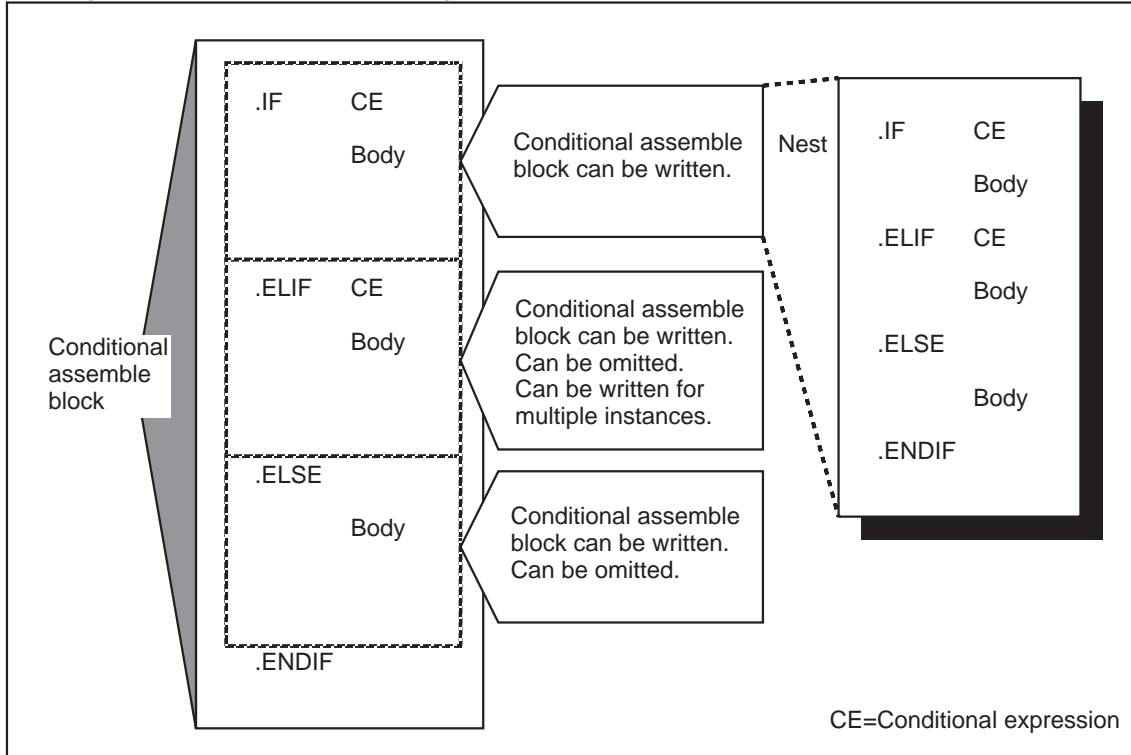 Conditional
assemble
block
.IF CE
Body
.ELIF CE
Body
.ELSE
Body
.ENDIF
Conditional assemble
block can be written.
Conditional assemble
block can be written.
Can be omitted.
Can be written for
multiple instances.
Conditional assemble
block can be written.
Can be omitted.
Nest
.IF CE
Body
.ELIF CE
Body
.ELSE
Body
.ENDIF
CE=Conditional expression